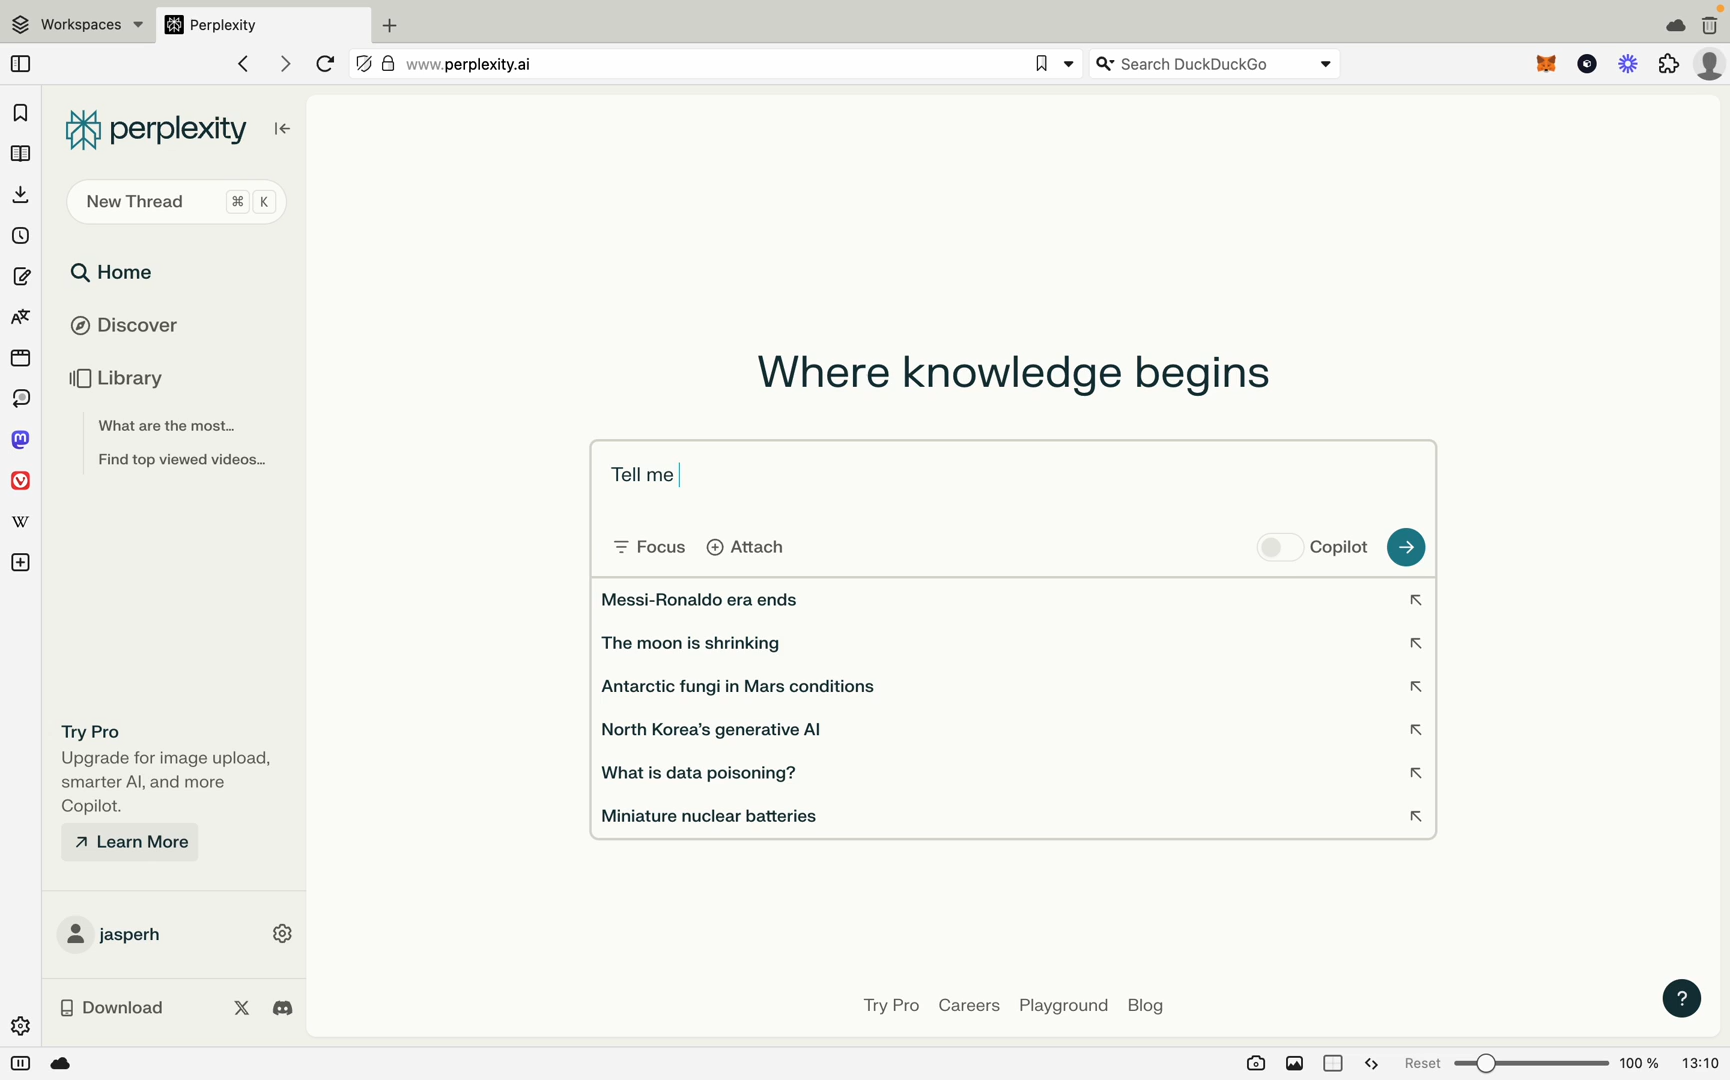 Workspaces
Perplexity
www.perplexity.ai
Search DuckDuckGo
perplexity
New Thread ⌘ K
Home
Discover
Library
What are the most...
Find top viewed videos...
Where knowledge begins
Tell me
Focus
Attach
Copilot
Messi-Ronaldo era ends
The moon is shrinking
Antarctic fungi in Mars conditions
North Korea’s generative AI
What is data poisoning?
Miniature nuclear batteries
Try Pro
Upgrade for image upload,
smarter AI, and more
Copilot.
Learn More
jasperh
Download
Try Pro
Careers
Playground
Blog
?
Reset
100 %
13:10